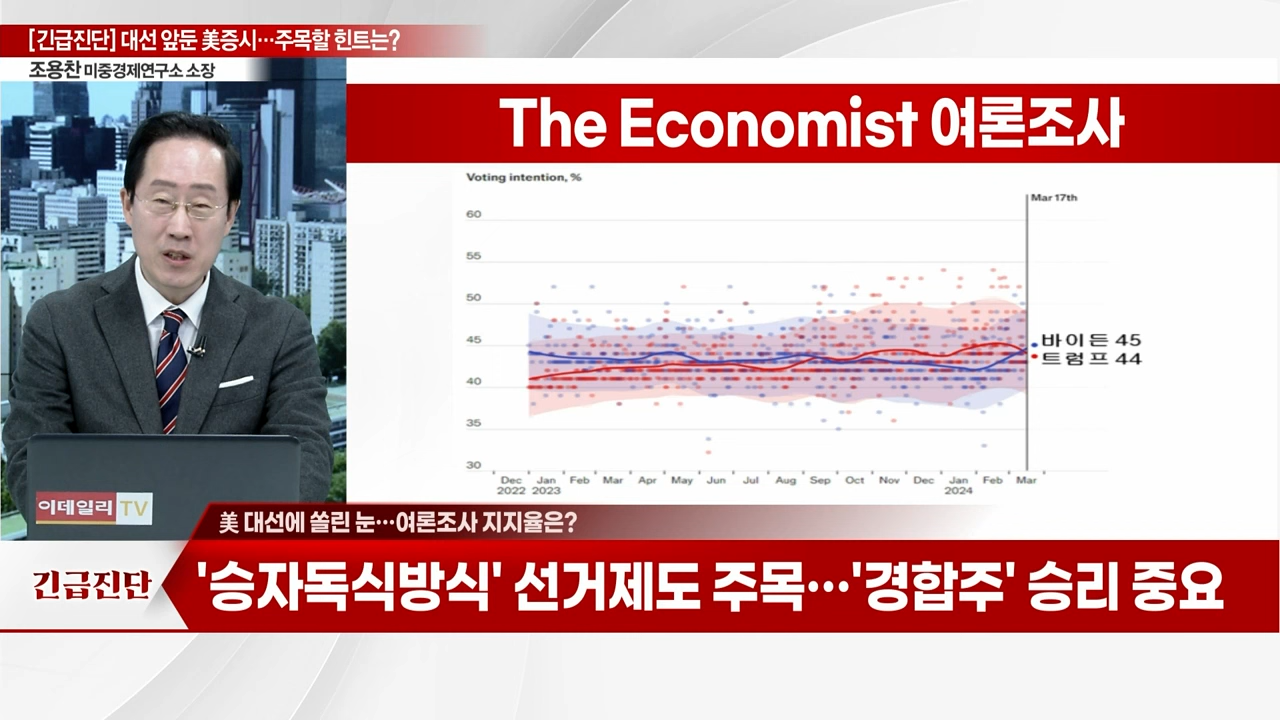 [긴급진단] 대선 앞둔 美증시…주목할 힌트는?
조용찬 미중경제연구소 소장
The Economist 여론조사
Voting intention, %
Mar 17th
60
55
50
45
40
35
30
바이든 45
트럼프 44
Dec Jan Feb Mar Apr May Jun Jul Aug Sep Oct Nov Dec Jan Feb Mar
2022 2023 2024
이데일리 TV
美 대선에 쏠린 눈…여론조사 지지율은?
긴급진단
'승자독식방식' 선거제도 주목…'경합주' 승리 중요